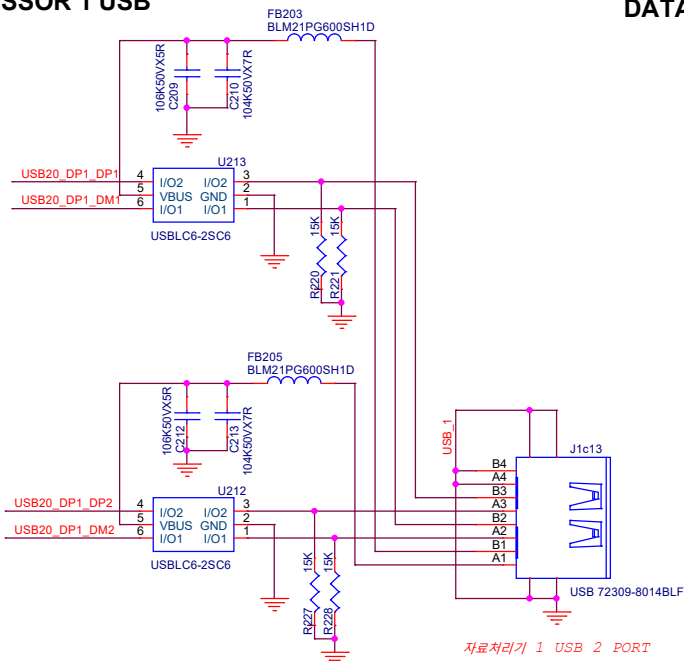 SSOR 1 USB
DATA
FB203
BLM21PG600SH1D
106K50VX5R
C209
C210
104K50VX7R
U213
USB20_DP1_DP1
4 I/O2 I/O2 3
5 VBUS GND 2
USB20_DP1_DM1
6 I/O1 I/O1 1
USBLC6-2SC6
15K
15K
R220
R221
FB205
BLM21PG600SH1D
106K50VX5R
C212
C213
104K50VX7R
U212
USB20_DP1_DP2
4 I/O2 I/O2 3
5 VBUS GND 2
USB20_DP1_DM2
6 I/O1 I/O1 1
USBLC6-2SC6
15K
15K
R227
R228
USB_1
J1c13
B4
A4
B3
A3
B2
A2
B1
A1
USB 72309-8014BLF
자료처리기 1 USB 2 PORT